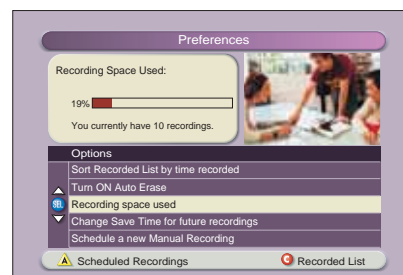 Preferences
Recording Space Used:
19%
You currently have 10 recordings.
Options
Sort Recorded List by time recorded
Turn ON Auto Erase
SEL
Recording space used
Change Save Time for future recordings
Schedule a new Manual Recording
A Scheduled Recordings
C Recorded List